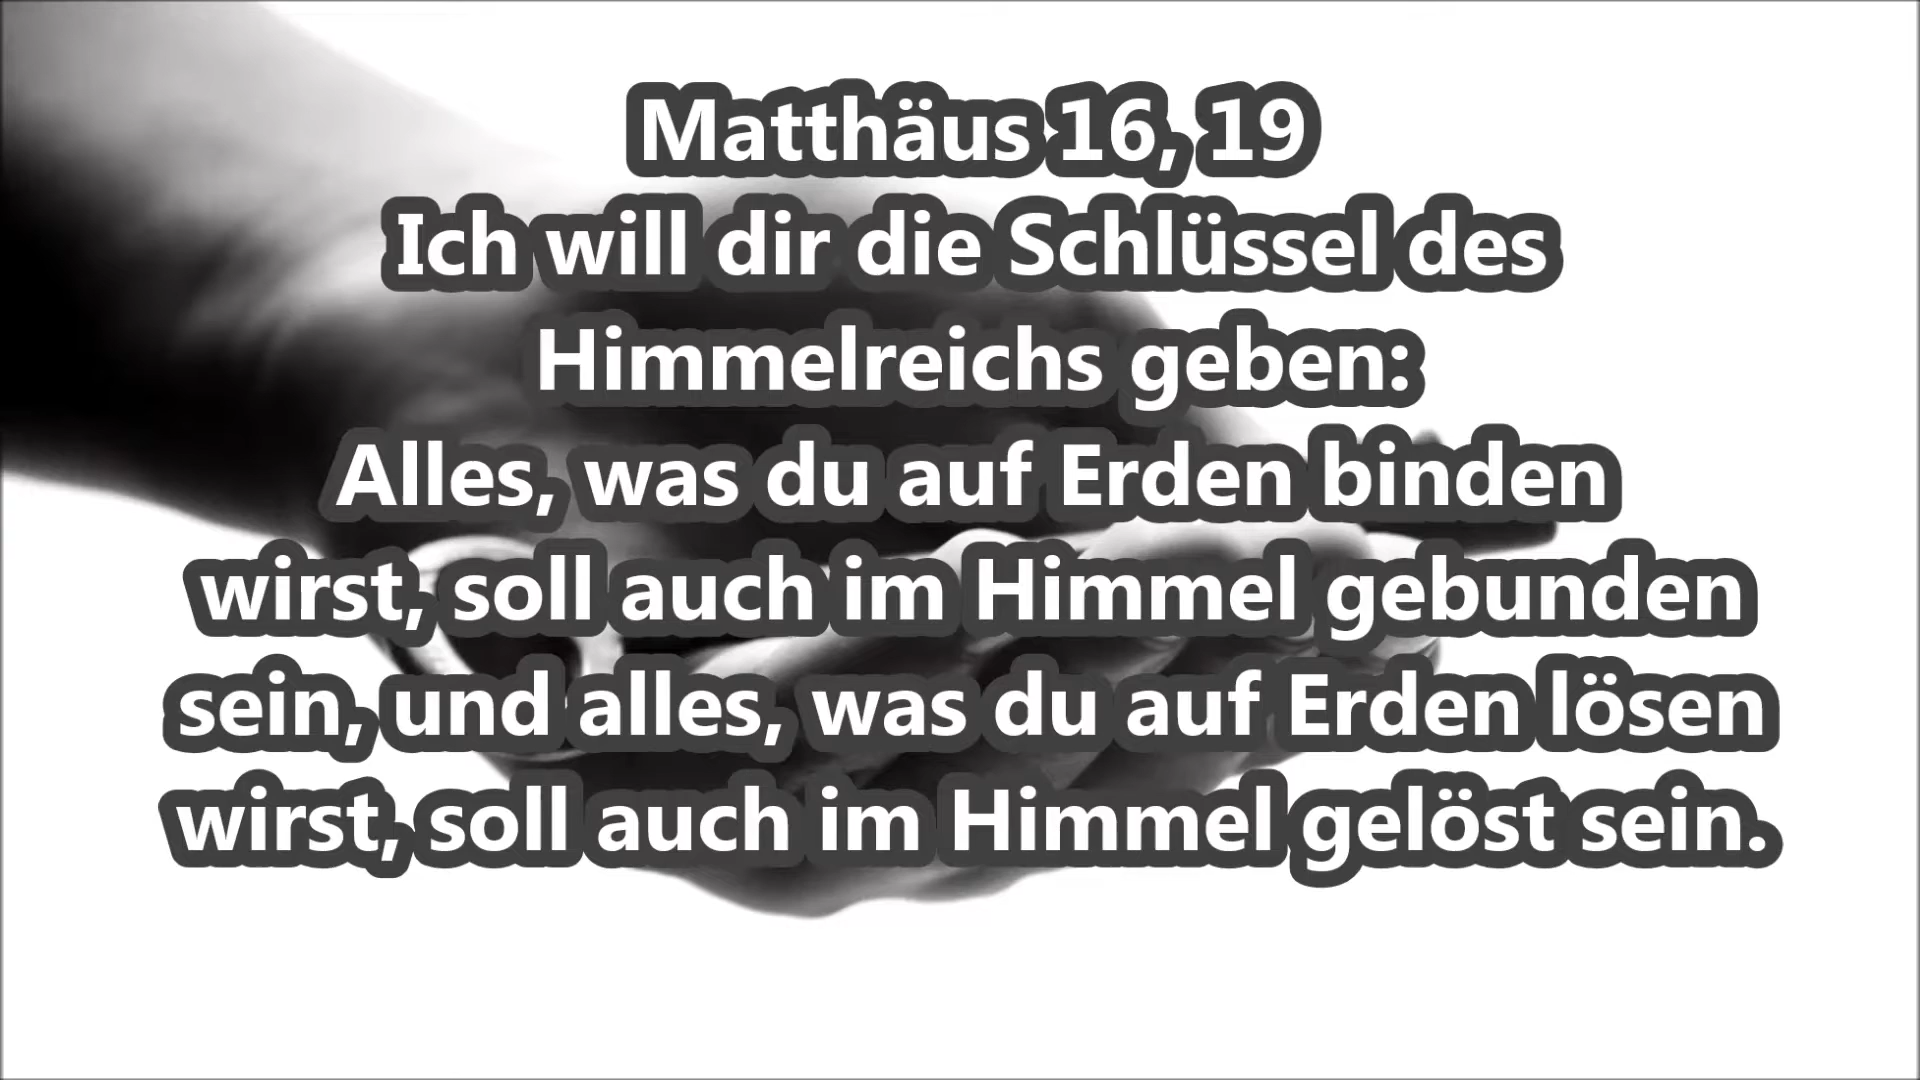 Matthäus 16, 19
Ich will dir die Schlüssel des
Himmelreichs geben:
Alles, was du auf Erden binden
wirst, soll auch im Himmel gebunden
sein, und alles, was du auf Erden lösen
wirst, soll auch im Himmel gelöst sein.